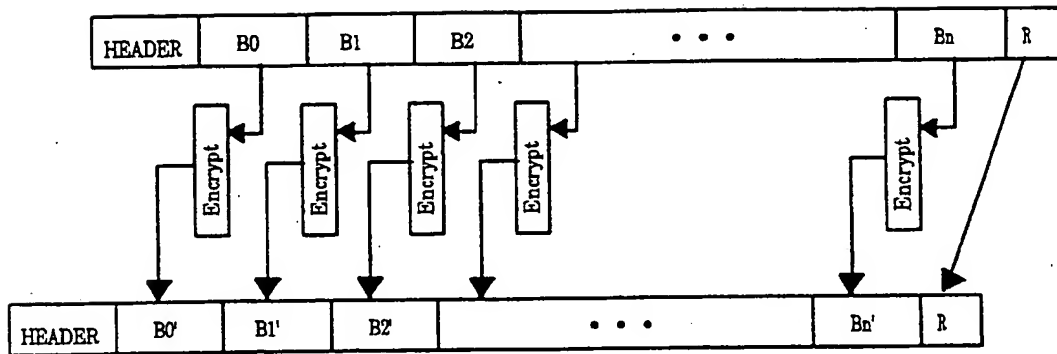 HEADER B0 B1 B2 • • • Bn R
Encrypt Encrypt Encrypt Encrypt Encrypt
HEADER B0' B1' B2' • • • Bn' R